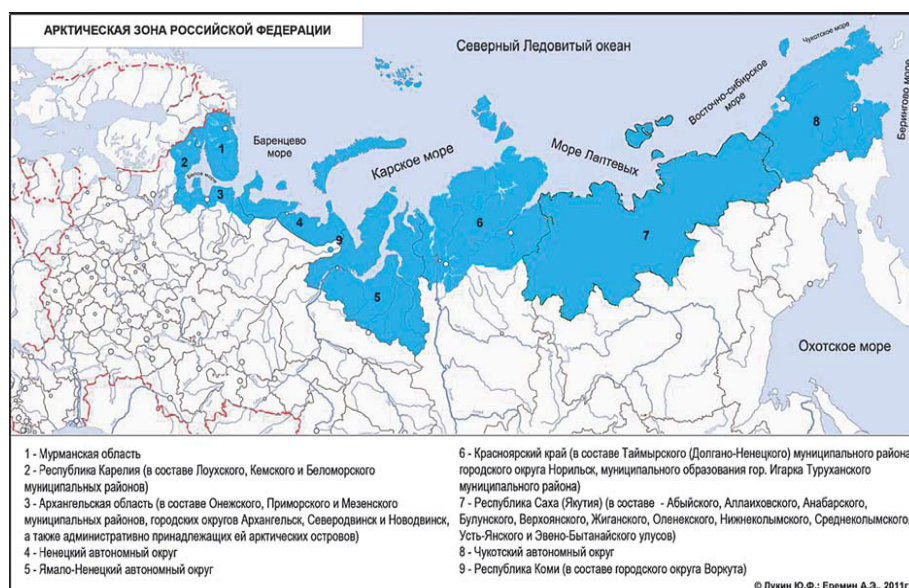 АРКТИЧЕСКАЯ ЗОНА РОССИЙСКОЙ ФЕДЕРАЦИИ
Северный Ледовитый океан
Чукотское море
Восточно-сибирское
море
Берингово море
Баренцево
море
Карское море
Море Лаптевых
Белое море
1
2
3
4
9
5
6
7
8
Охотское море
1 - Мурманская область
2 - Республика Карелия (в составе Лоухского, Кемского и Беломорского
муниципальных районов)
3 - Архангельская область (в составе Онежского, Приморского и Мезенского
муниципальных районов, городских округов Архангельск, Северодвинск и Новодвинск,
а также административно принадлежащих ей арктических островов)
4 - Ненецкий автономный округ
5 - Ямало-Ненецкий автономный округ
6 - Красноярский край (в составе Таймырского (Долгано-Ненецкого) муниципального района
городского округа Норильск, муниципального образования гор. Игарка Туруханского
муниципального района)
7 - Республика Саха (Якутия) (в составе - Абыйского, Аллаиховского, Анабарского,
Булунского, Верхоянского, Жиганского, Оленекского, Нижнеколымского, Среднеколымского,
Усть-Янского и Эвено-Бытанайского улусов)
8 - Чукотский автономный округ
9 - Республика Коми (в составе городского округа Воркута)
© Лукин Ю.Ф.; Еремин А.Э., 2011г